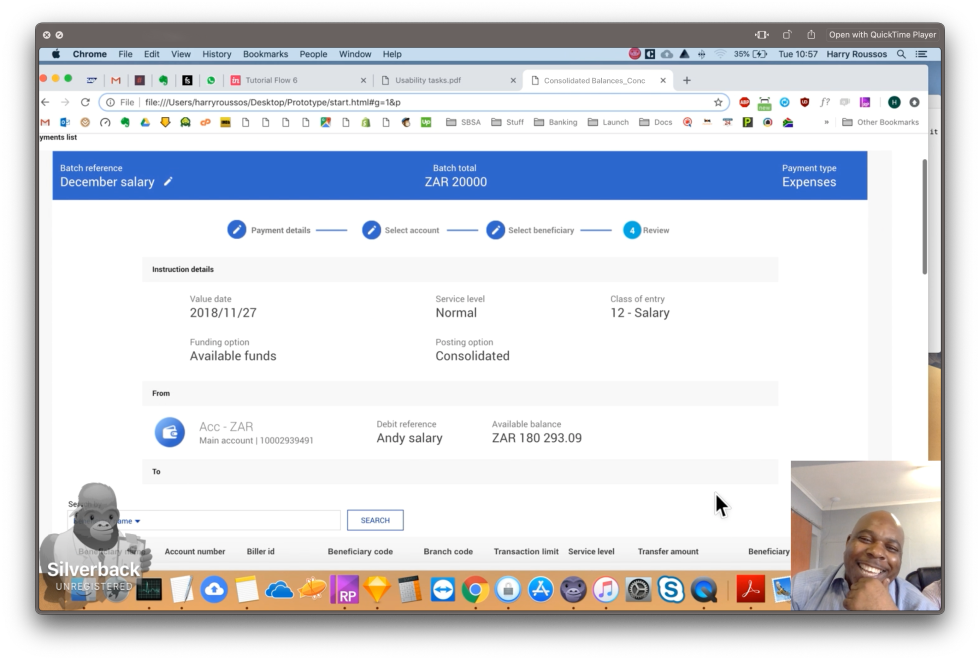 Open with QuickTime Player
Chrome File Edit View History Bookmarks People Window Help 35% Tue 10:57 Harry Roussos
Tutorial Flow 6 Usability tasks.pdf Consolidated Balances_Conc
File file:///Users/harryroussos/Desktop/Prototype/start.html#g=1&p
SBSA Stuff Banking Launch Docs Other Bookmarks
yments list
Batch reference Batch total Payment type
December salary ZAR 20000 Expenses
Payment details Select account Select beneficiary 4 Review
Instruction details
Value date Service level Class of entry
2018/11/27 Normal 12 - Salary
Funding option Posting option
Available funds Consolidated
From
Acc - ZAR Debit reference Available balance
Main account | 10002939491 Andy salary ZAR 180 293.09
To
SEARCH
Account number Biller id Beneficiary code Branch code Transaction limit Service level Transfer amount Beneficiary
Silverback
UNREGISTERED
RP